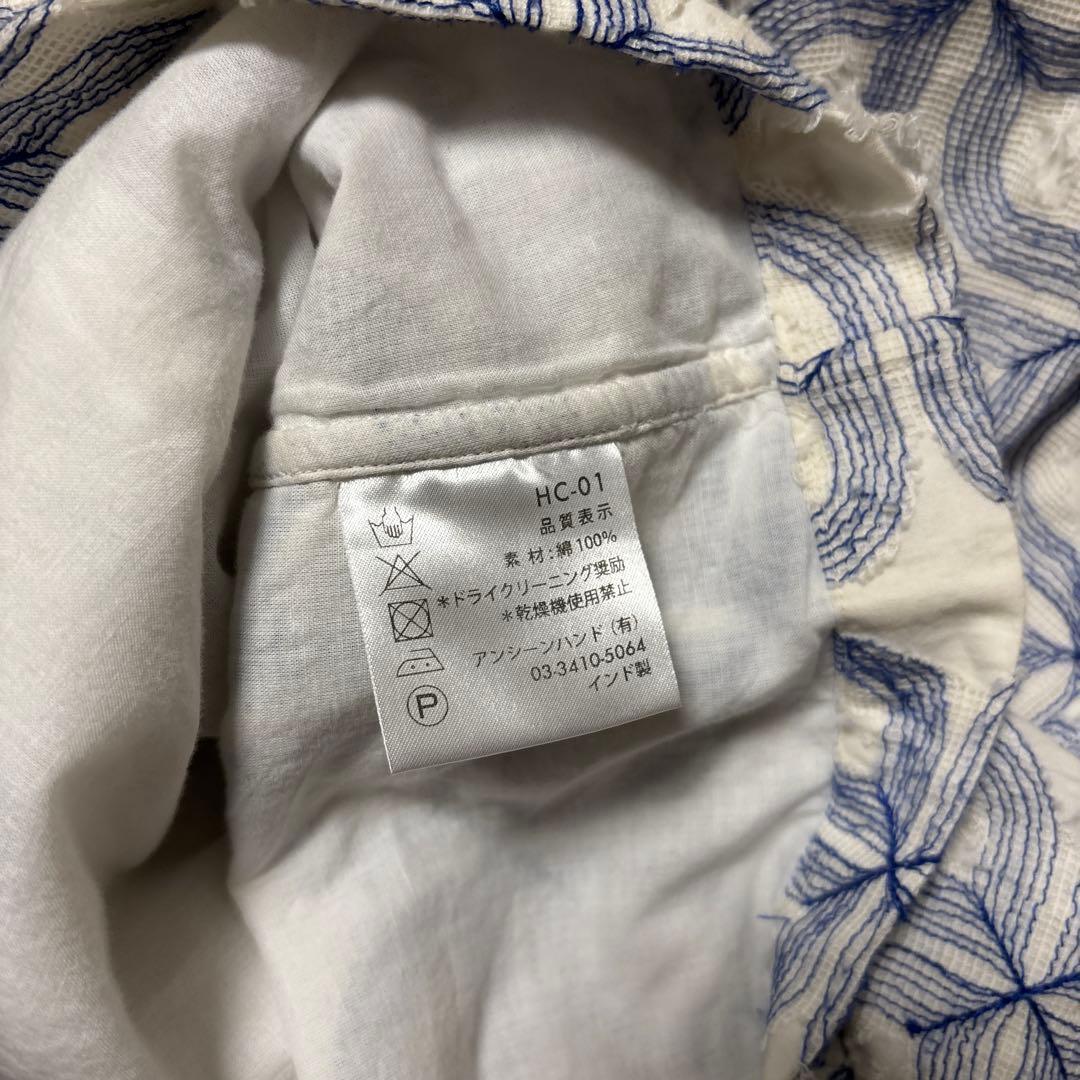 HC-01
品質表示
素材:綿100%
*ドライクリーニング奨励
*乾燥機使用禁止
アンシーンハンド(有)
03-3410-5064
インド製
P